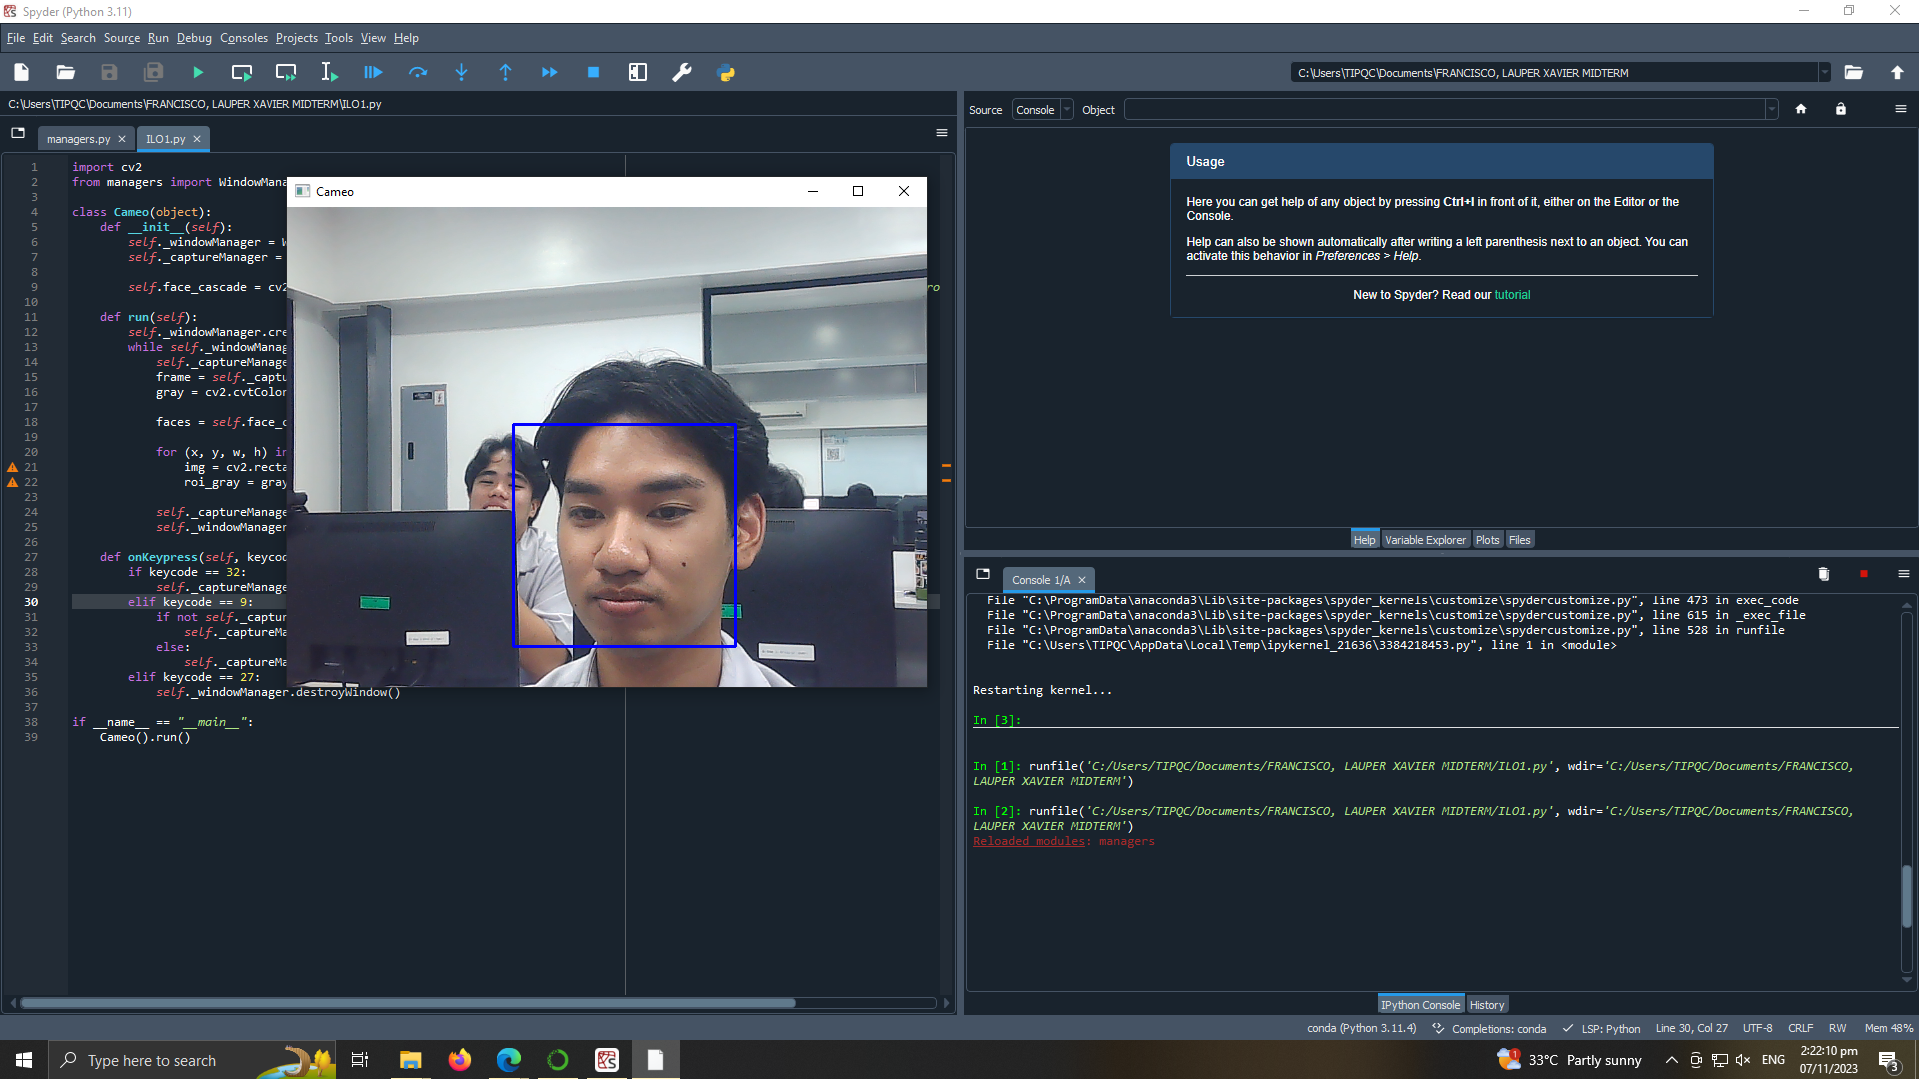 Spyder (Python 3.11)
File Edit Search Source Run Debug Consoles Projects Tools View Help
C:\Users\TIPQC\Documents\FRANCISCO, LAUPER XAVIER MIDTERM
C:\Users\TIPQC\Documents\FRANCISCO, LAUPER XAVIER MIDTERM\ILO1.py
managers.py
ILO1.py
1 import cv2
2 from managers import WindowMana
3
4 class Cameo(object):
5 def __init__(self):
6 self._windowManager = W
7 self._captureManager =
8
9 self.face_cascade = cv2
ro
10
11 def run(self):
12 self._windowManager.cre
13 while self._windowManag
14 self._captureManage
15 frame = self._captu
16 gray = cv2.cvtColor
17
18 faces = self.face_c
19
20 for (x, y, w, h) in
21 img = cv2.recta
22 roi_gray = gray
23
24 self._captureManage
25 self._windowManager
26
27 def onKeypress(self, keycod
28 if keycode == 32:
29 self._captureManage
30 elif keycode == 9:
31 if not self._captur
32 self._captureMa
33 else:
34 self._captureMa
35 elif keycode == 27:
36 self._windowManager.destroyWindow()
37
38 if __name__ == "__main__":
39 Cameo().run()
Cameo
Source Console Object
Usage
Here you can get help of any object by pressing Ctrl+I in front of it, either on the Editor or the
Console.
Help can also be shown automatically after writing a left parenthesis next to an object. You can
activate this behavior in Preferences > Help.
New to Spyder? Read our tutorial
Help Variable Explorer Plots Files
Console 1/A
File "C:\ProgramData\anaconda3\Lib\site-packages\spyder_kernels\customize\spydercustomize.py", line 473 in exec_code
File "C:\ProgramData\anaconda3\Lib\site-packages\spyder_kernels\customize\spydercustomize.py", line 615 in _exec_file
File "C:\ProgramData\anaconda3\Lib\site-packages\spyder_kernels\customize\spydercustomize.py", line 528 in runfile
File "C:\Users\TIPQC\AppData\Local\Temp\ipykernel_21636\3384218453.py", line 1 in <module>
Restarting kernel...
In [3]:
In [1]: runfile('C:/Users/TIPQC/Documents/FRANCISCO, LAUPER XAVIER MIDTERM/ILO1.py', wdir='C:/Users/TIPQC/Documents/FRANCISCO,
LAUPER XAVIER MIDTERM')
In [2]: runfile('C:/Users/TIPQC/Documents/FRANCISCO, LAUPER XAVIER MIDTERM/ILO1.py', wdir='C:/Users/TIPQC/Documents/FRANCISCO,
LAUPER XAVIER MIDTERM')
Reloaded modules: managers
IPython Console History
conda (Python 3.11.4) Completions: conda LSP: Python Line 30, Col 27 UTF-8 CRLF RW Mem 48%
Type here to search
1
33°C Partly sunny
ENG
2:22:10 pm
07/11/2023
3